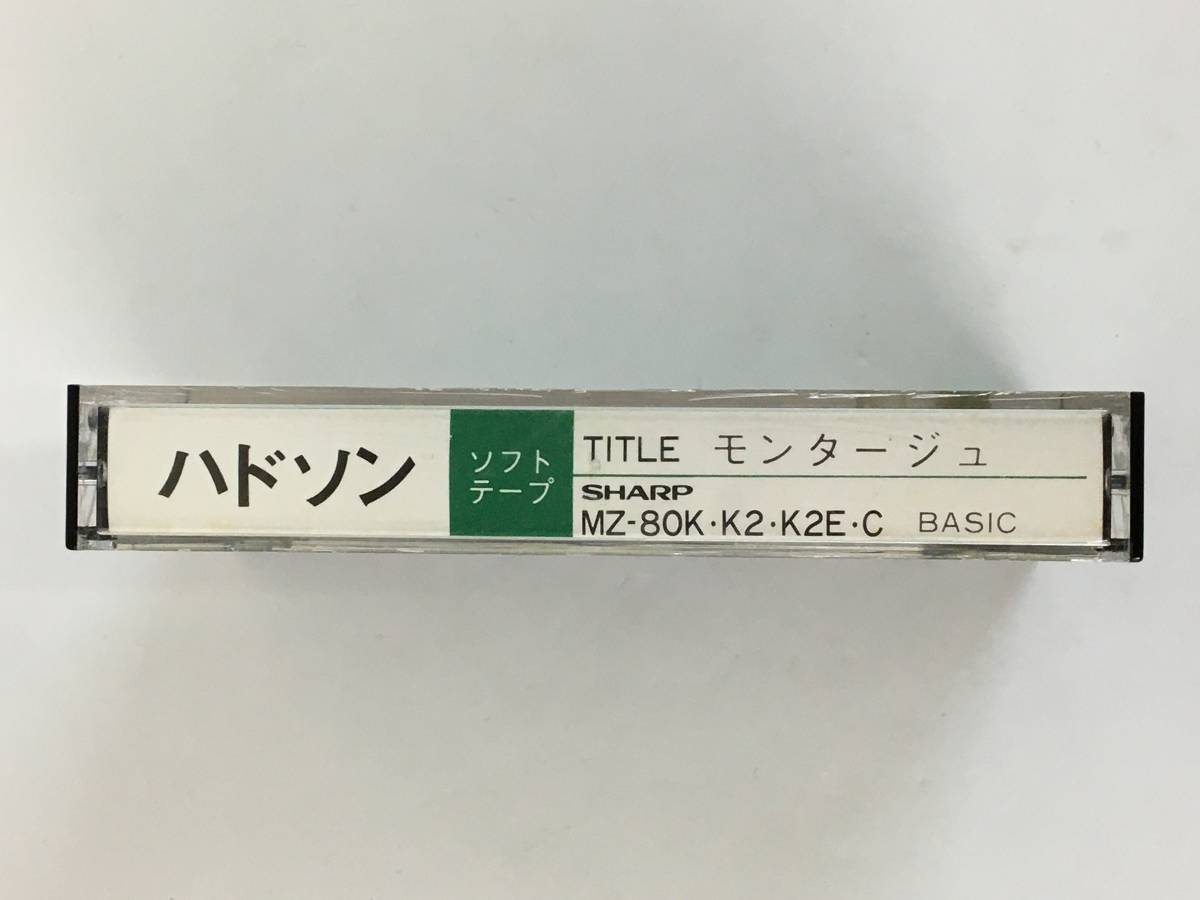 ハドソン
ソフト
テープ
TITLE モンタージュ
SHARP
MZ-80K・K2・K2E・C BASIC